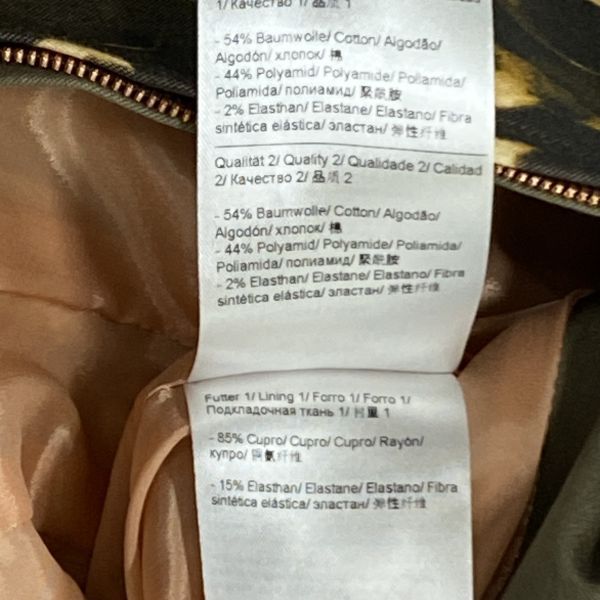 1/ Качество 1/ 品质 1
- 54% Baumwolle/ Cotton/ Algodão/
Algodón/ хлопок/ 棉
- 44% Polyamid/ Polyamide/ Poliamida/
Poliamida/ полиамид/ 聚酰胺
- 2% Elasthan/ Elastane/ Elastano/ Fibra
sintética elástica/ эластан/ 弹性纤维
Qualität 2/ Quality 2/ Qualidade 2/ Calidad
2/ Качество 2/ 品质 2
- 54% Baumwolle/ Cotton/ Algodão/
Algodón/ хлопок/ 棉
- 44% Polyamid/ Polyamide/ Poliamida/
Poliamida/ полиамид/ 聚酰胺
- 2% Elasthan/ Elastane/ Elastano/ Fibra
sintética elástica/ эластан/ 弹性纤维
Futter 1/ Lining 1/ Forro 1/ Forro 1/
Подкладочная ткань 1/ 里 1
- 85% Cupro/ Cupro/ Cupro/ Rayón/
купро/ 铜氨纤维
- 15% Elasthan/ Elastane/ Elastano/ Fibra
sintética elástica/ эластан/ 弹性纤维